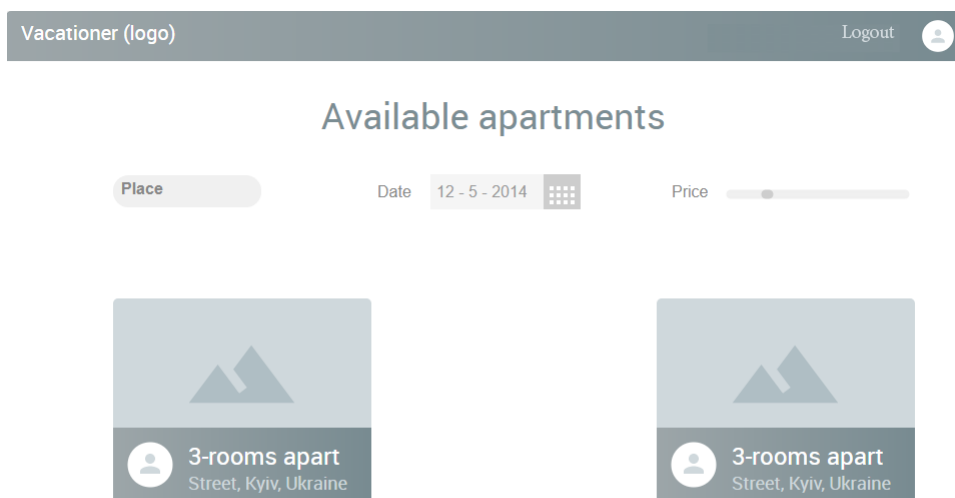 Vacationer (logo)
Logout
Available apartments
Place
Date
12 - 5 - 2014
Price
3-rooms apart
Street, Kyiv, Ukraine
3-rooms apart
Street, Kyiv, Ukraine